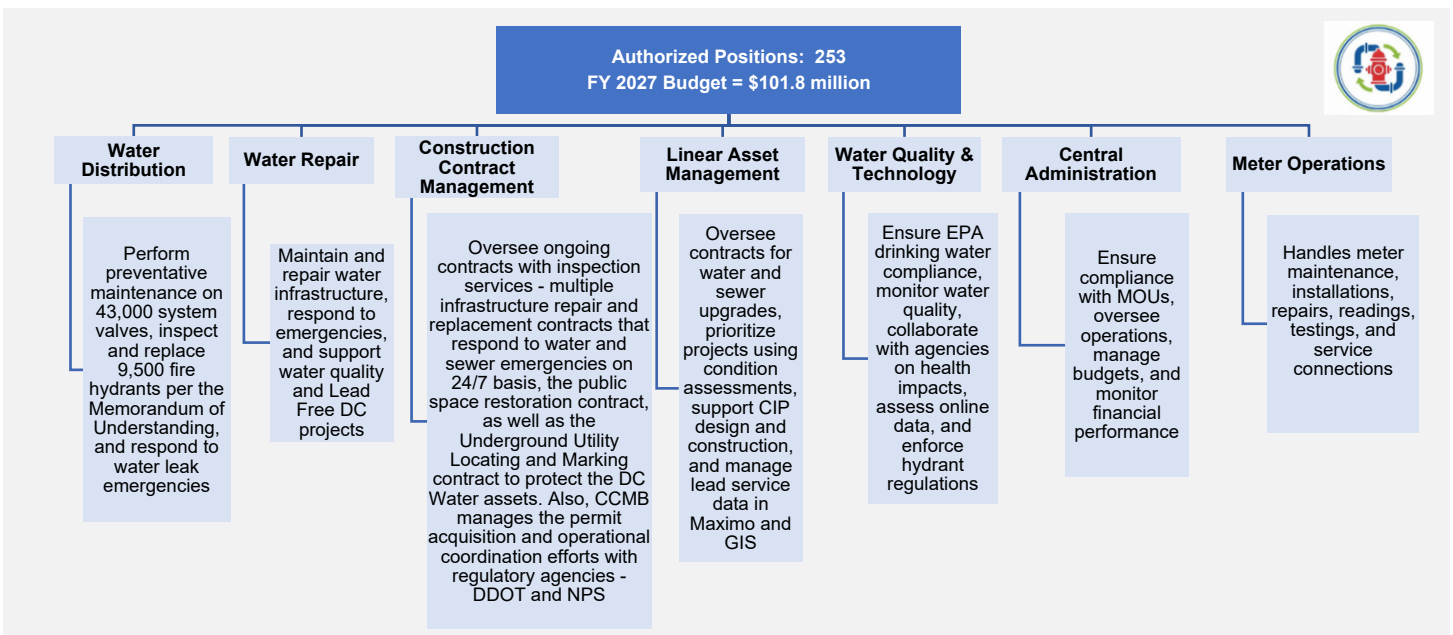 Authorized Positions: 253
FY 2027 Budget = $101.8 million
Water
Distribution
Perform
preventative
maintenance on
43,000 system
valves, inspect
and replace
9,500 fire
hydrants per the
Memorandum of
Understanding,
and respond to
water leak
emergencies
Water Repair
Maintain and
repair water
infrastructure,
respond to
emergencies,
and support
water quality
and Lead
Free DC
projects
Construction
Contract
Management
Oversee ongoing
contracts with inspection
services - multiple
infrastructure repair and
replacement contracts that
respond to water and
sewer emergencies on
24/7 basis, the public
space restoration contract,
as well as the
Underground Utility
Locating and Marking
contract to protect the DC
Water assets. Also, CCMB
manages the permit
acquisition and operational
coordination efforts with
regulatory agencies -
DDOT and NPS
Linear Asset
Management
Oversee
contracts for
water and
sewer
upgrades,
prioritize
projects using
condition
assessments,
support CIP
design and
construction,
and manage
lead service
data in
Maximo and
GIS
Water Quality &
Technology
Ensure EPA
drinking water
compliance,
monitor water
quality,
collaborate
with agencies
on health
impacts,
assess online
data, and
enforce
hydrant
regulations
Central
Administration
Ensure
compliance
with MOUs,
oversee
operations,
manage
budgets, and
monitor
financial
performance
Meter Operations
Handles meter
maintenance,
installations,
repairs, readings,
testings, and
service
connections